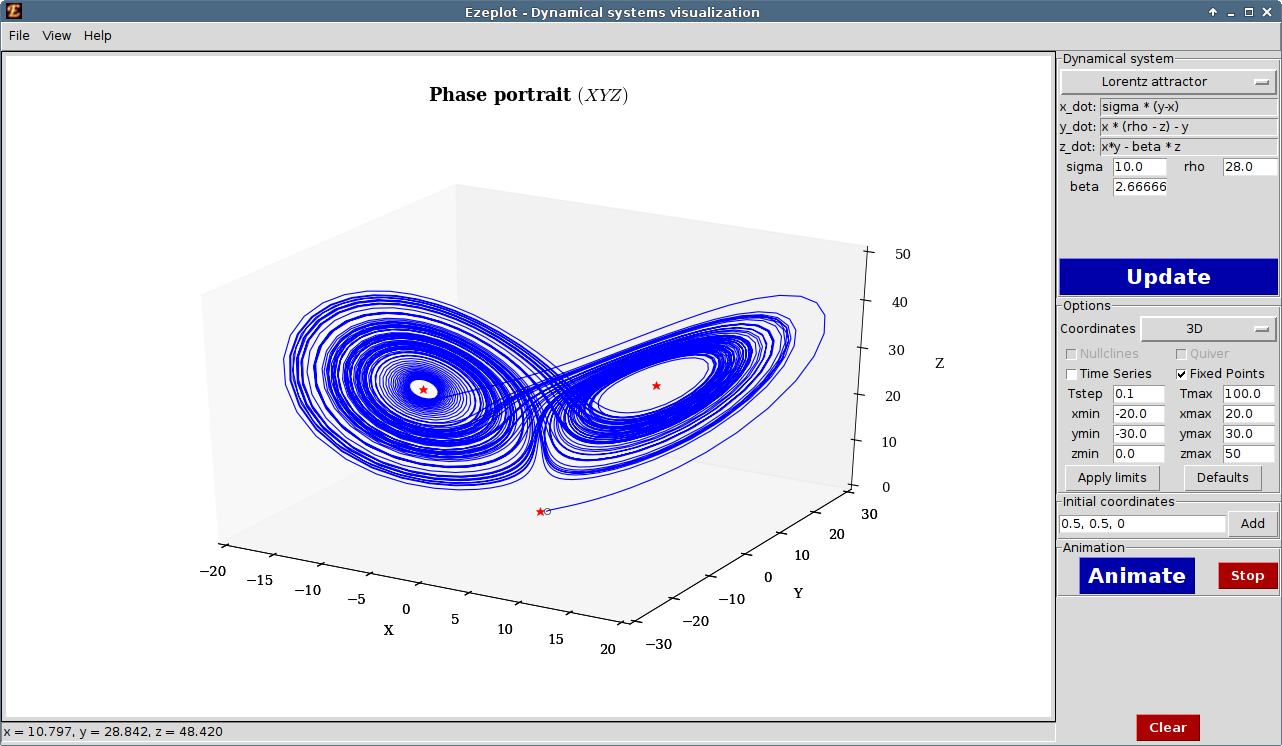 Ezeplot - Dynamical systems visualization
File View Help
Phase portrait (XYZ)
50
40
30
20
10
0
Z
30
20
10
0
−10
−20
−30
Y
−20
−15
−10
−5
0
5
10
15
20
X
x = 10.797, y = 28.842, z = 48.420
Dynamical system
Lorentz attractor
x_dot: sigma * (y-x)
y_dot: x * (rho - z) - y
z_dot: x*y - beta * z
sigma 10.0 rho 28.0
beta 2.66666
Update
Options
Coordinates 3D
Nullclines Quiver
Time Series Fixed Points
Tstep 0.1 Tmax 100.0
xmin -20.0 xmax 20.0
ymin -30.0 ymax 30.0
zmin 0.0 zmax 50
Apply limits Defaults
Initial coordinates
0.5, 0.5, 0 Add
Animation
Animate Stop
Clear